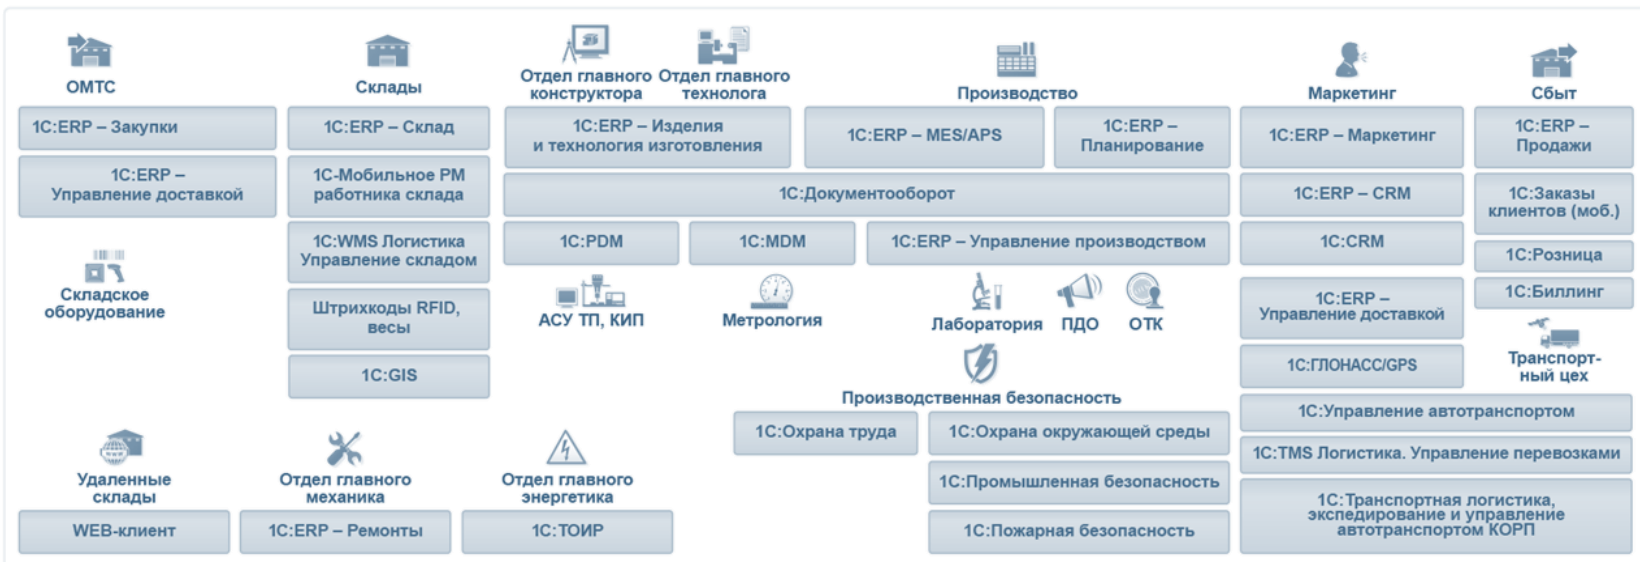 ОМТС
1С:ERP – Закупки
1С:ERP –
Управление доставкой
Складское
оборудование
Склады
1С:ERP – Склад
1С-Мобильное РМ
работника склада
1С:WMS Логистика
Управление складом
Штрихкоды RFID,
весы
1С:GIS
Отдел главного
конструктора
Отдел главного
технолога
1С:ERP – Изделия
и технология изготовления
Производство
1С:ERP – MES/APS
1С:ERP –
Планирование
1С:Документооборот
1С:PDM
1С:MDM
1С:ERP – Управление производством
АСУ ТП, КИП
Метрология
Лаборатория
ПДО
ОТК
Производственная безопасность
1С:Охрана труда
1С:Охрана окружающей среды
1С:Промышленная безопасность
1С:Пожарная безопасность
Маркетинг
1С:ERP – Маркетинг
1С:ERP – CRM
1С:CRM
1С:ERP –
Управление доставкой
1С:ГЛОНАСС/GPS
Сбыт
1С:ERP –
Продажи
1С:Заказы
клиентов (моб.)
1С:Розница
1С:Биллинг
Транспорт-
ный цех
1С:Управление автотранспортом
1С:TMS Логистика. Управление перевозками
1С:Транспортная логистика,
экспедирование и управление
автотранспортом КОРП
www
Удаленные
склады
WEB-клиент
Отдел главного
механика
1С:ERP – Ремонты
Отдел главного
энергетика
1С:ТОИР